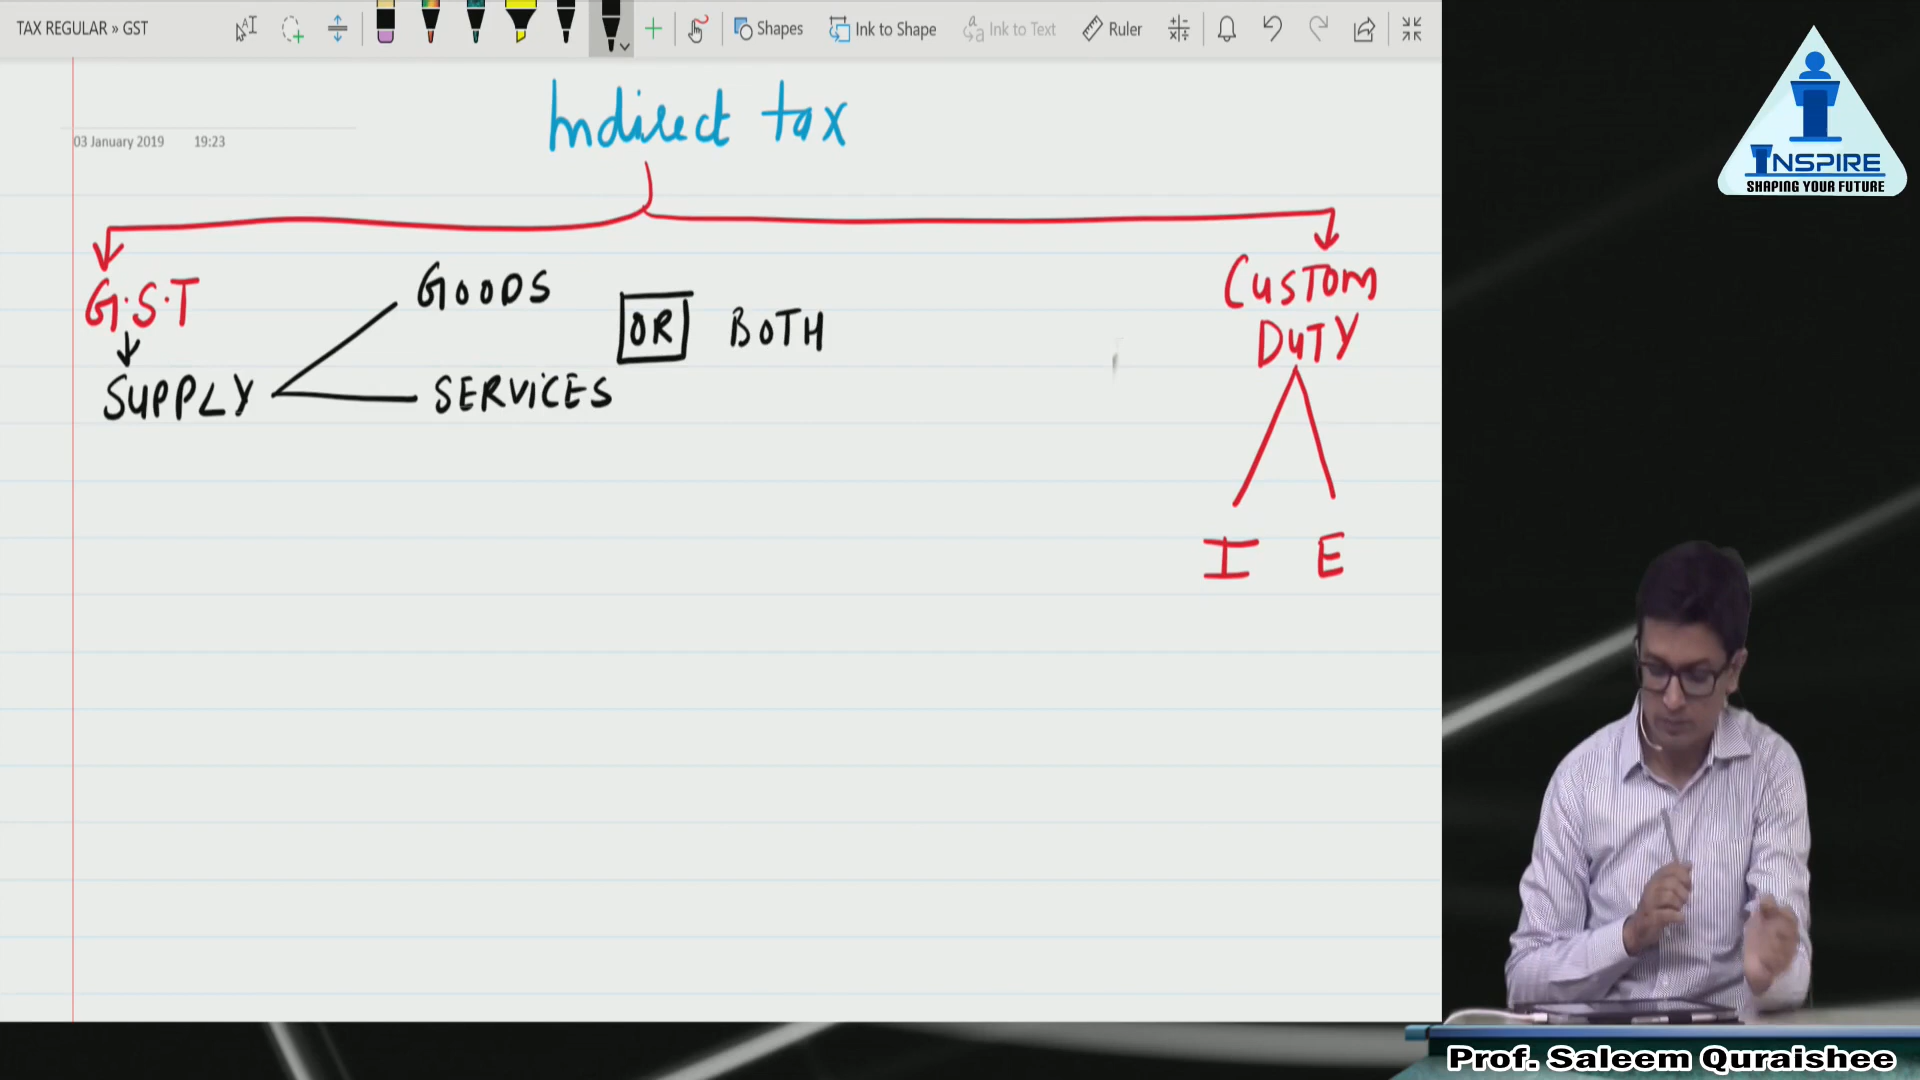 TAX REGULAR » GST
Shapes
Ink to Shape
Ink to Text
Ruler
Indirect tax
03 January 2019 19:23
INSPIRE
SHAPING YOUR FUTURE
G.S.T
GOODS
OR BOTH
CUSTOM
DUTY
SUPPLY
SERVICES
I E
Prof. Saleem Quraishee